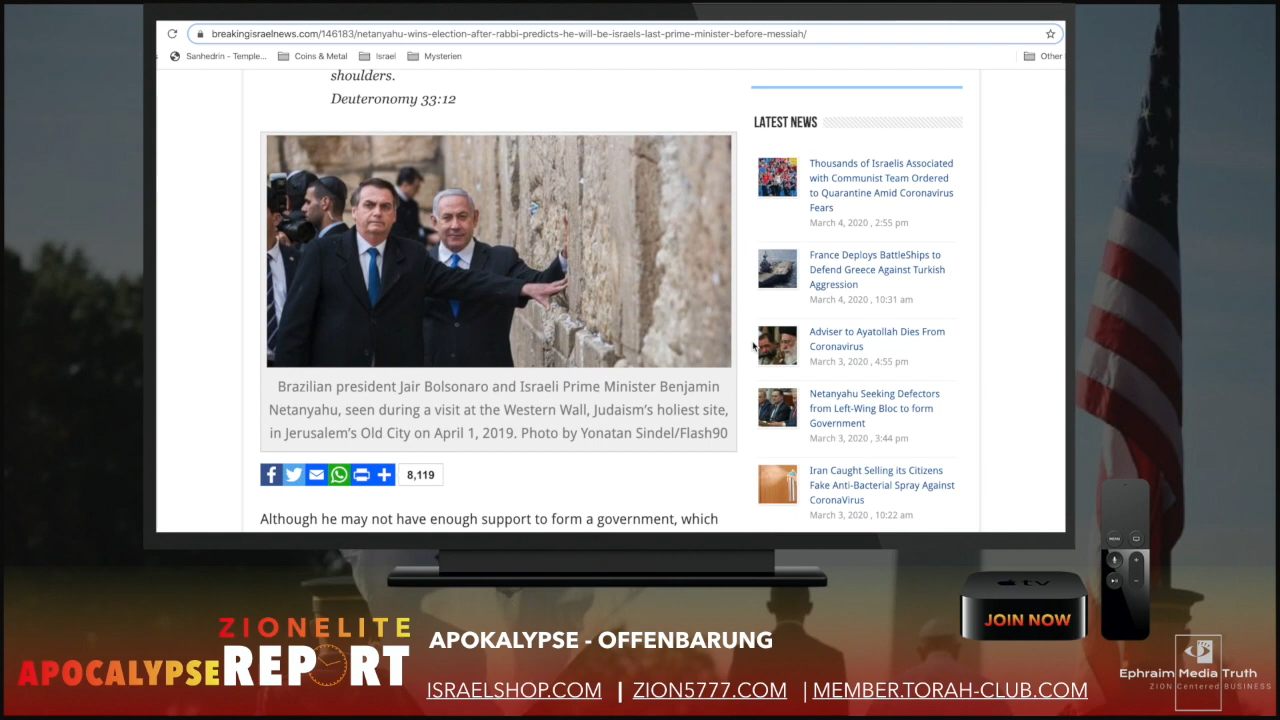 breakingisraelnews.com/146183/netanyahu-wins-election-after-rabbi-predicts-he-will-be-israels-last-prime-minister-before-messiah/
Sanhedrin - Temple... Coins & Metal Israel Mysterien Other
shoulders.
Deuteronomy 33:12
Brazilian president Jair Bolsonaro and Israeli Prime Minister Benjamin
Netanyahu, seen during a visit at the Western Wall, Judaism's holiest site,
in Jerusalem's Old City on April 1, 2019. Photo by Yonatan Sindel/Flash90
8,119
Although he may not have enough support to form a government, which
LATEST NEWS
Thousands of Israelis Associated
with Communist Team Ordered
to Quarantine Amid Coronavirus
Fears
March 4, 2020 , 2:55 pm
France Deploys BattleShips to
Defend Greece Against Turkish
Aggression
March 4, 2020 , 10:31 am
Adviser to Ayatollah Dies From
Coronavirus
March 3, 2020 , 4:55 pm
Netanyahu Seeking Defectors
from Left-Wing Bloc to form
Government
March 3, 2020 , 3:44 pm
Iran Caught Selling its Citizens
Fake Anti-Bacterial Spray Against
CoronaVirus
March 3, 2020 , 10:22 am
MENU
tv
JOIN NOW
ZIONELITE
APOCALYPSE REPORT
APOKALYPSE - OFFENBARUNG
ISRAELSHOP.COM | ZION5777.COM | MEMBER.TORAH-CLUB.COM
Ephraim Media Truth
ZION Centered BUSINESS